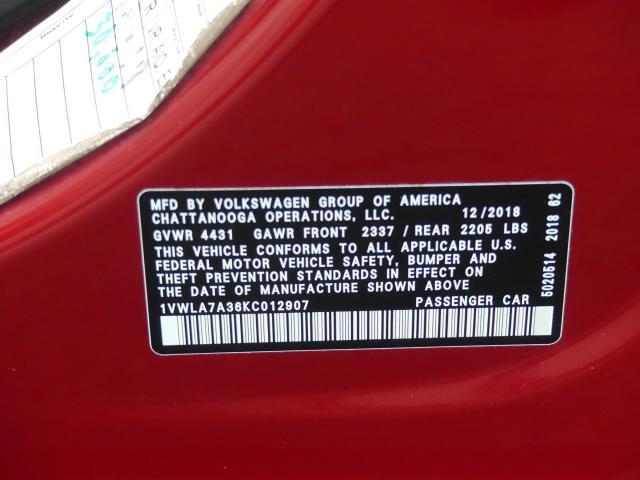 MFD BY VOLKSWAGEN GROUP OF AMERICA
CHATTANOOGA OPERATIONS, LLC. 12/2018
GVWR 4431 GAWR FRONT 2337 / REAR 2205 LBS
THIS VEHICLE CONFORMS TO ALL APPLICABLE U.S.
FEDERAL MOTOR VEHICLE SAFETY, BUMPER AND
THEFT PREVENTION STANDARDS IN EFFECT ON
THE DATE OF MANUFACTURE SHOWN ABOVE
1VWLA7A36KC012907 PASSENGER CAR
5020514 2018 62